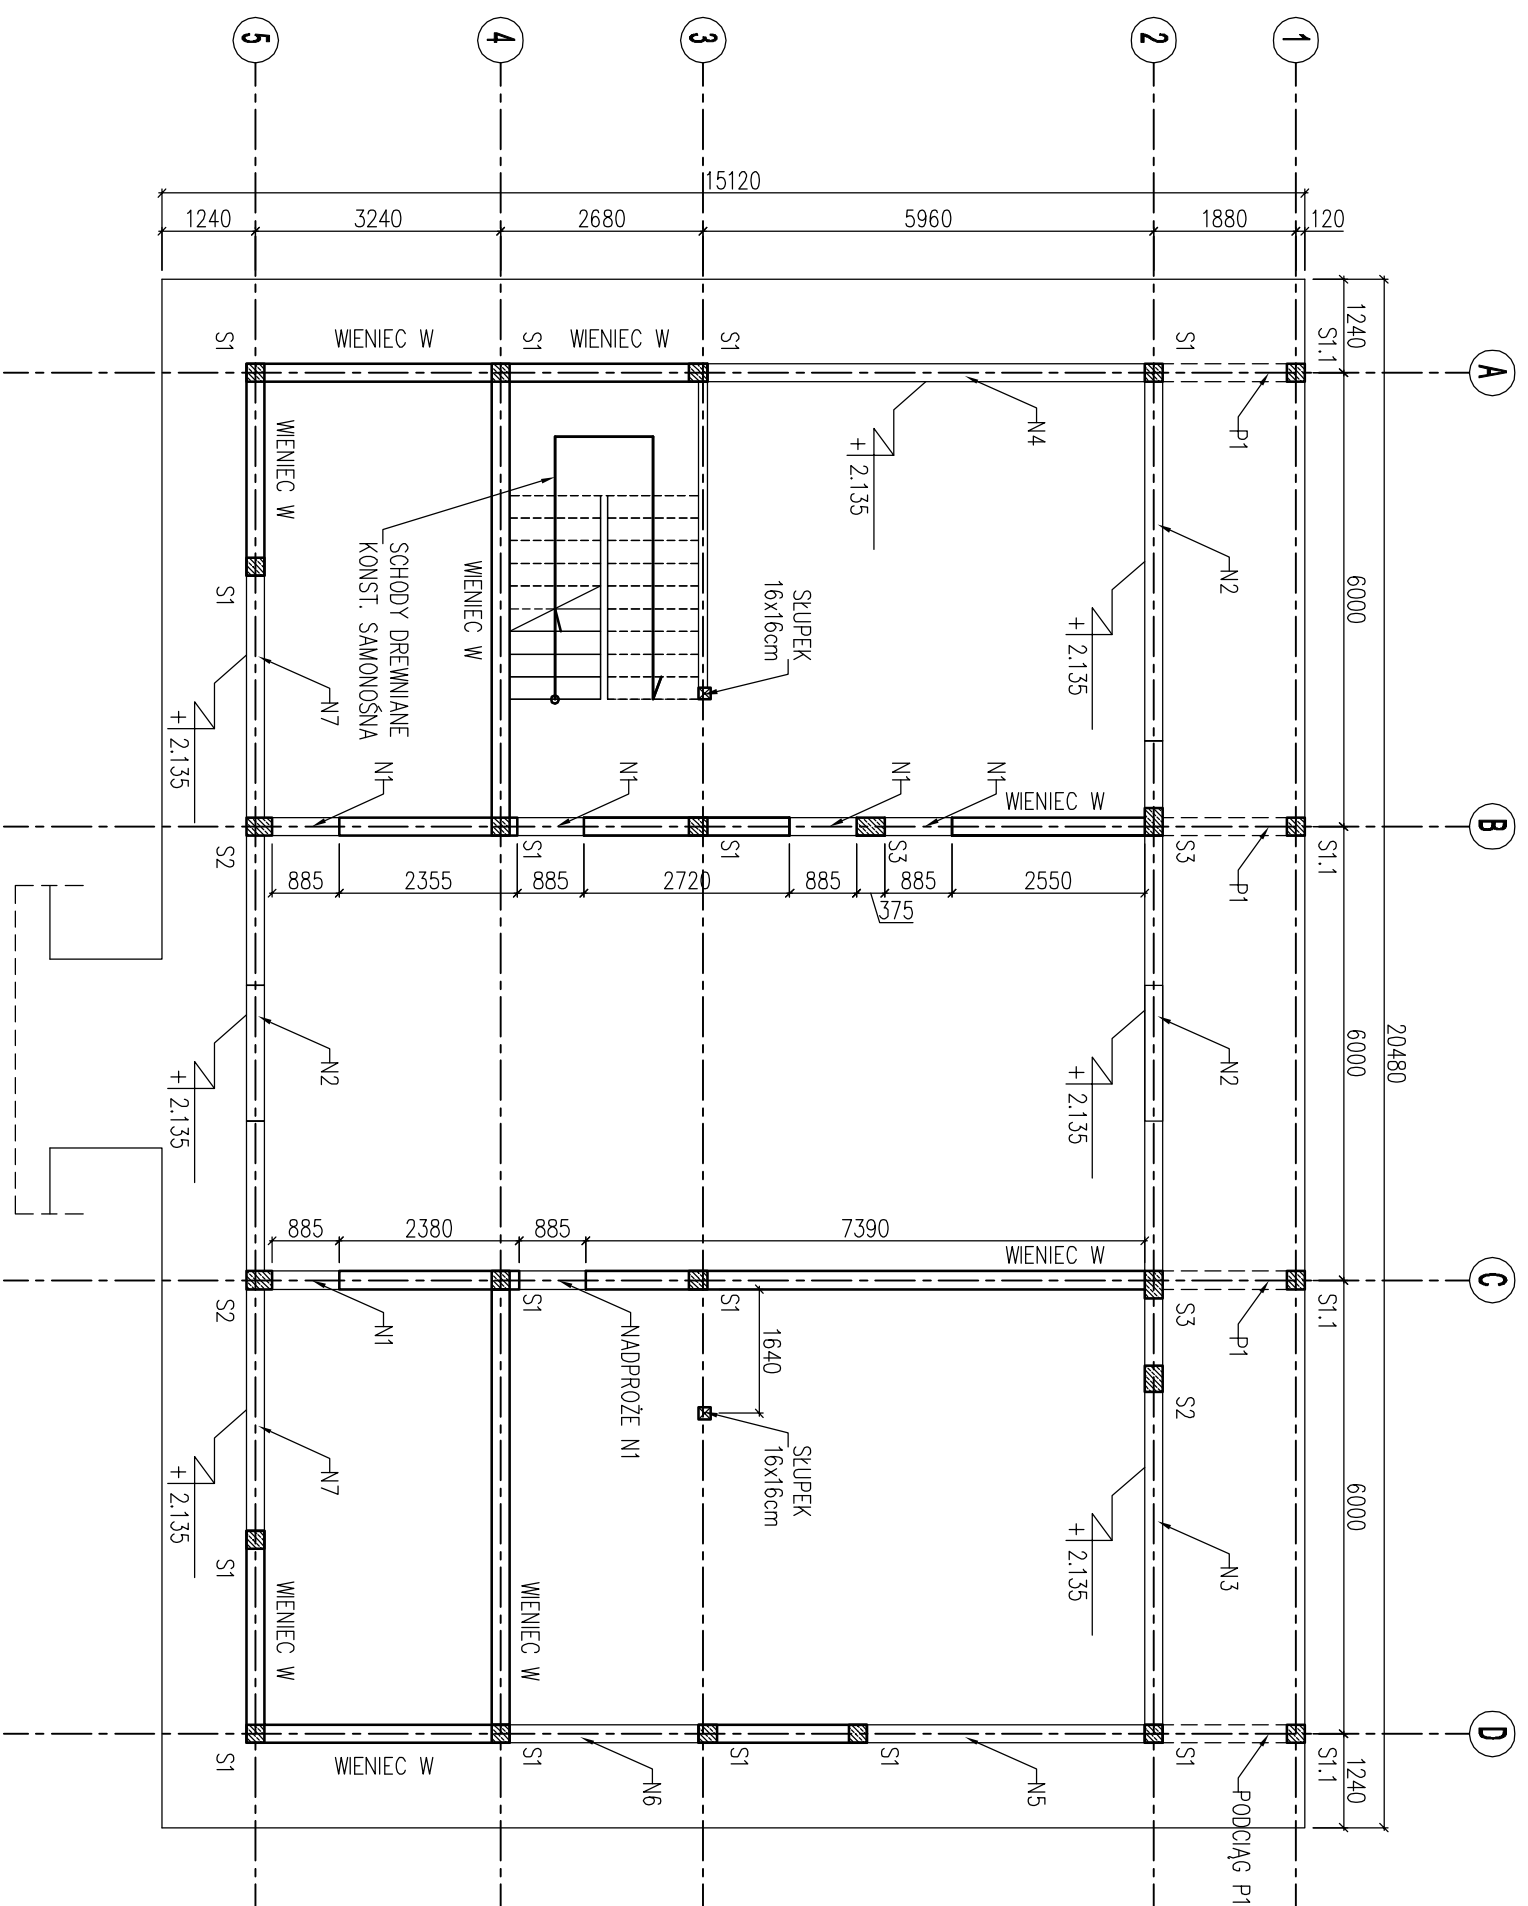 5
4
3
2
1
15120
1240
3240
2680
5960
1880
120
1240
6000
20480
6000
6000
1240
A
B
C
D
S1
WIENIEC W
S1
WIENIEC W
S1
S1
S1.1
WIENIEC W
N4
P1
+2.135
N2
WIENIEC W
SCHODY DREWNIANE
KONST. SAMONOŚNA
SŁUPEK
16x16cm
+2.135
S1
N7
+2.135
N1
N1
N1
N1
WIENIEC W
S2
S1
S1
S3
S3
S1.1
P1
885
2355
885
2720
885
375
885
2550
N2
+2.135
N2
+2.135
885
2380
885
7390
WIENIEC W
S2
N1
S1
NADPROŻE N1
S1
1640
S3
S1.1
P1
S2
N7
+2.135
SŁUPEK
16x16cm
N3
+2.135
S1
WIENIEC W
WIENIEC W
S1
WIENIEC W
S1
N6
S1
S1
N5
S1
S1.1
PODCIĄG P1